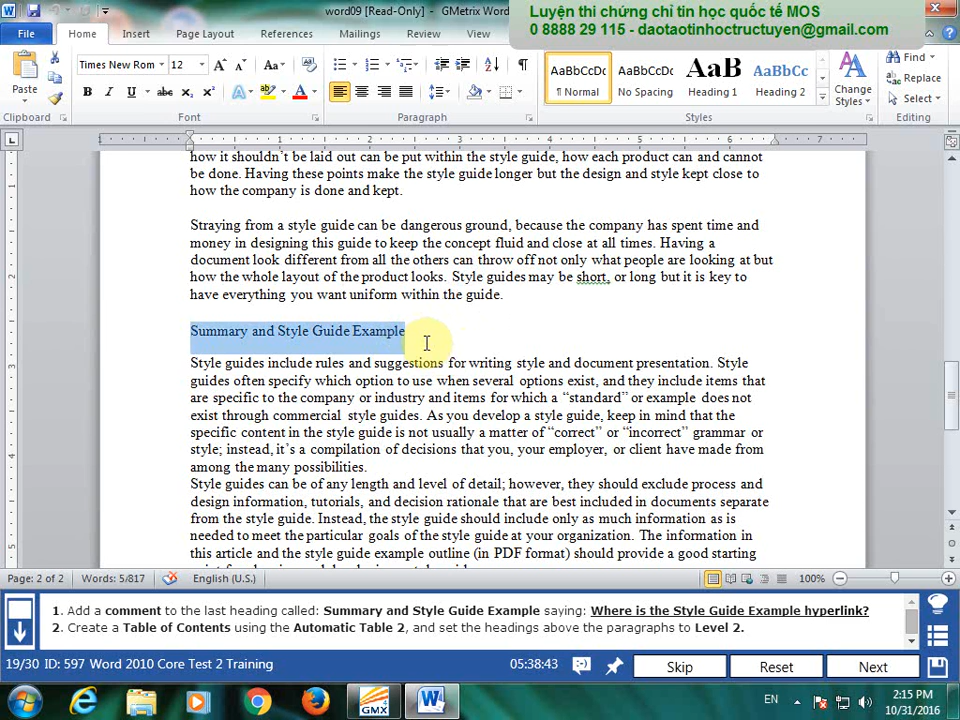 word09 [Read-Only] - GMetrix
Luyện thi chứng chỉ tin học quốc tế MOS
0 8888 29 115 - daotaotinhoctructuyen@gmail.com
File Home Insert Page Layout References Mailings Review View
Paste
Times New Rom 12
Clipboard Font Paragraph Styles Editing
AaBbCcDc AaBbCcDc AaB AaBbCc
¶ Normal No Spacing Heading 1 Heading 2
Change Styles
Find
Replace
Select
how it shouldn't be laid out can be put within the style guide, how each product can and cannot
be done. Having these points make the style guide longer but the design and style kept close to
how the company is done and kept.
Straying from a style guide can be dangerous ground, because the company has spent time and
money in designing this guide to keep the concept fluid and close at all times. Having a
document look different from all the others can throw off not only what people are looking at but
how the whole layout of the product looks. Style guides may be short, or long but it is key to
have everything you want uniform within the guide.
Summary and Style Guide Example
Style guides include rules and suggestions for writing style and document presentation. Style
guides often specify which option to use when several options exist, and they include items that
are specific to the company or industry and items for which a “standard” or example does not
exist through commercial style guides. As you develop a style guide, keep in mind that the
specific content in the style guide is not usually a matter of “correct” or “incorrect” grammar or
style; instead, it's a compilation of decisions that you, your employer, or client have made from
among the many possibilities.
Style guides can be of any length and level of detail; however, they should exclude process and
design information, tutorials, and decision rationale that are best included in documents separate
from the style guide. Instead, the style guide should include only as much information as is
needed to meet the particular goals of the style guide at your organization. The information in
this article and the style guide example outline (in PDF format) should provide a good starting
Page: 2 of 2 Words: 5/817 English (U.S.) 100%
1. Add a comment to the last heading called: Summary and Style Guide Example saying: Where is the Style Guide Example hyperlink?
2. Create a Table of Contents using the Automatic Table 2, and set the headings above the paragraphs to Level 2.
19/30 ID: 597 Word 2010 Core Test 2 Training 05:38:43 Skip Reset Next
EN 2:15 PM
10/31/2016